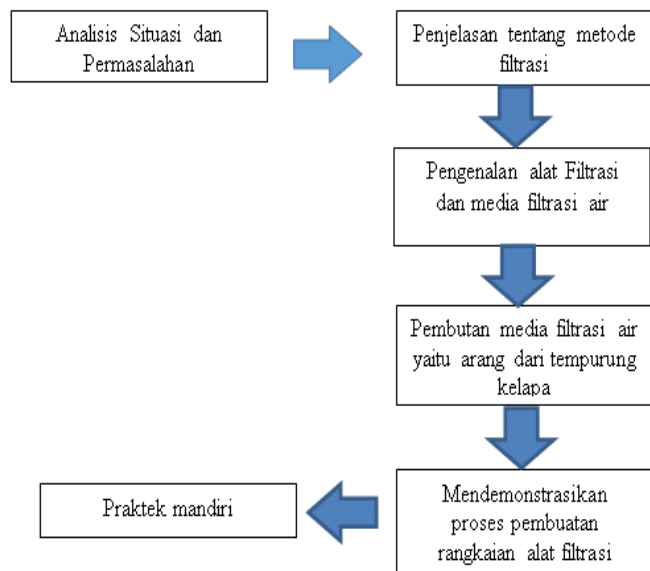 Analisis Situasi dan
Permasalahan
Penjelasan tentang metode
filtrasi
Pengenalan alat Filtrasi
dan media filtrasi air
Pembutan media filtrasi air
yaitu arang dari tempurung
kelapa
Mendemonstrasikan
proses pembuatan
rangkaian alat filtrasi
Praktek mandiri